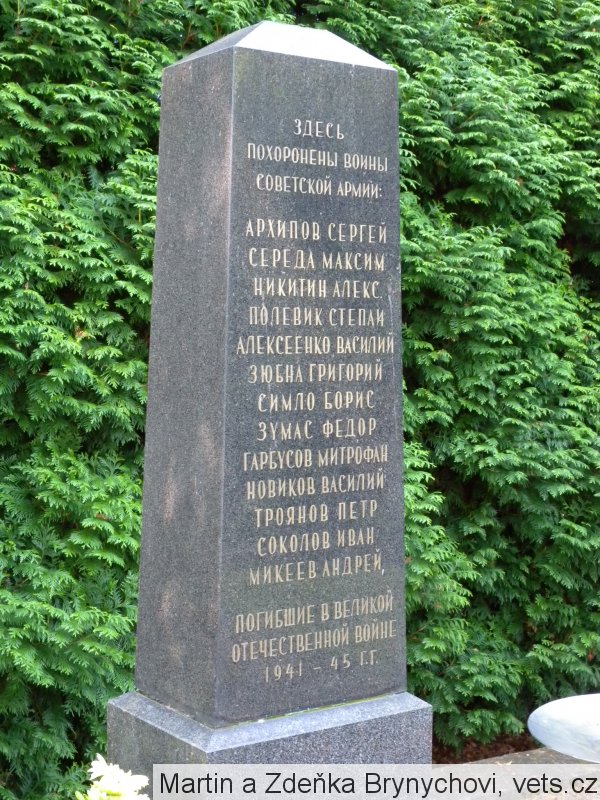 ЗДЕСЬ
ПОХОРОНЕНЫ ВОИНЫ
СОВЕТСКОЙ АРМИИ:
АРХИПОВ СЕРГЕЙ
СЕРЕДА МАКСИМ
НИКИТИН АЛЕКС.
ПОЛЕВИК СТЕПАИ
АЛЕКСЕЕНКО ВАСИЛИЙ
ЗЮБНА ГРИГОРИЙ
СИМЛО БОРИС
ЗУМАС ФЕДОР
ГАРБУСОВ МИТРОФАН
НОВИКОВ ВАСИЛИЙ
ТРОЯНОВ ПЕТР
СОКОЛОВ ИВАН
МИКЕЕВ АНДРЕЙ,
ПОГИБШИЕ В ВЕЛИКОЙ
ОТЕЧЕСТВЕННОЙ ВОЙНЕ
1941 - 45 Г.Г.
Martin a Zdeňka Brynychovi, vets.cz